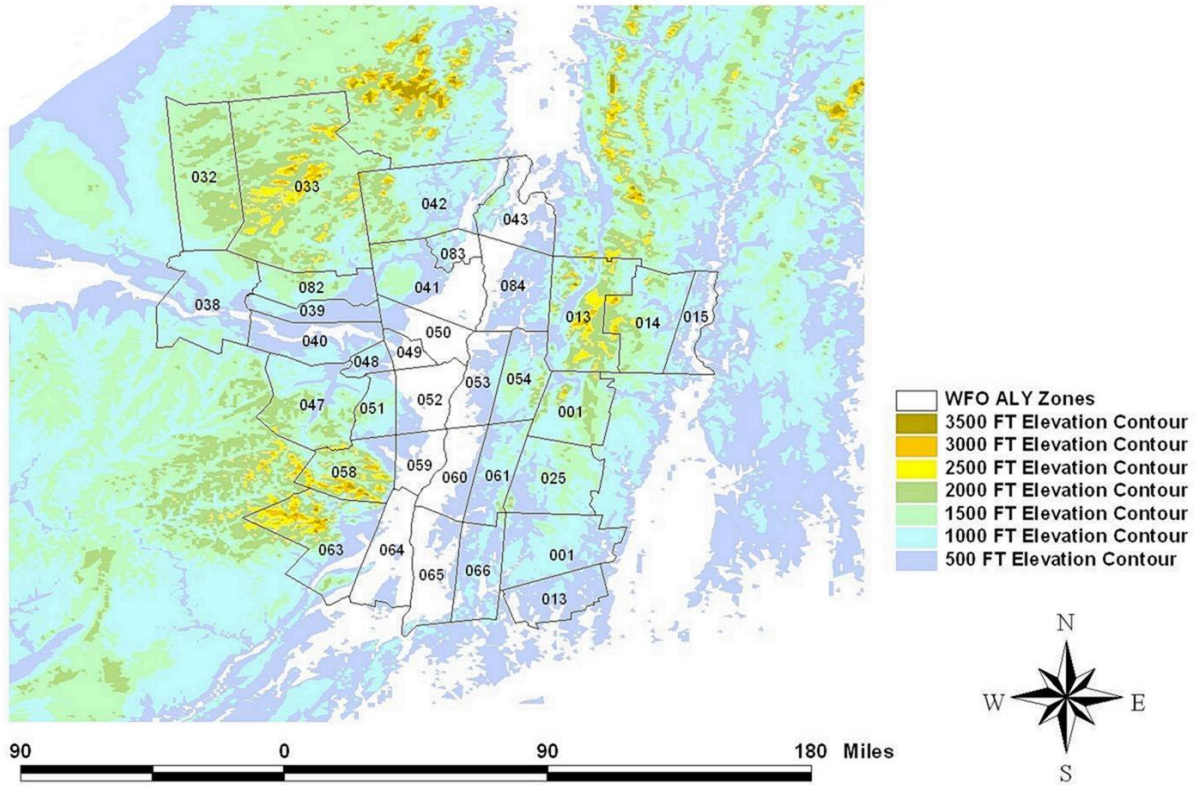 032
033
042
043
083
041
084
082
038
039
040
050
049
048
013
014
015
053
054
047
051
052
001
058
059
060
061
025
063
064
065
066
001
013
WFO ALY Zones
3500 FT Elevation Contour
3000 FT Elevation Contour
2500 FT Elevation Contour
2000 FT Elevation Contour
1500 FT Elevation Contour
1000 FT Elevation Contour
500 FT Elevation Contour
N
W E
S
90 0 90 180 Miles